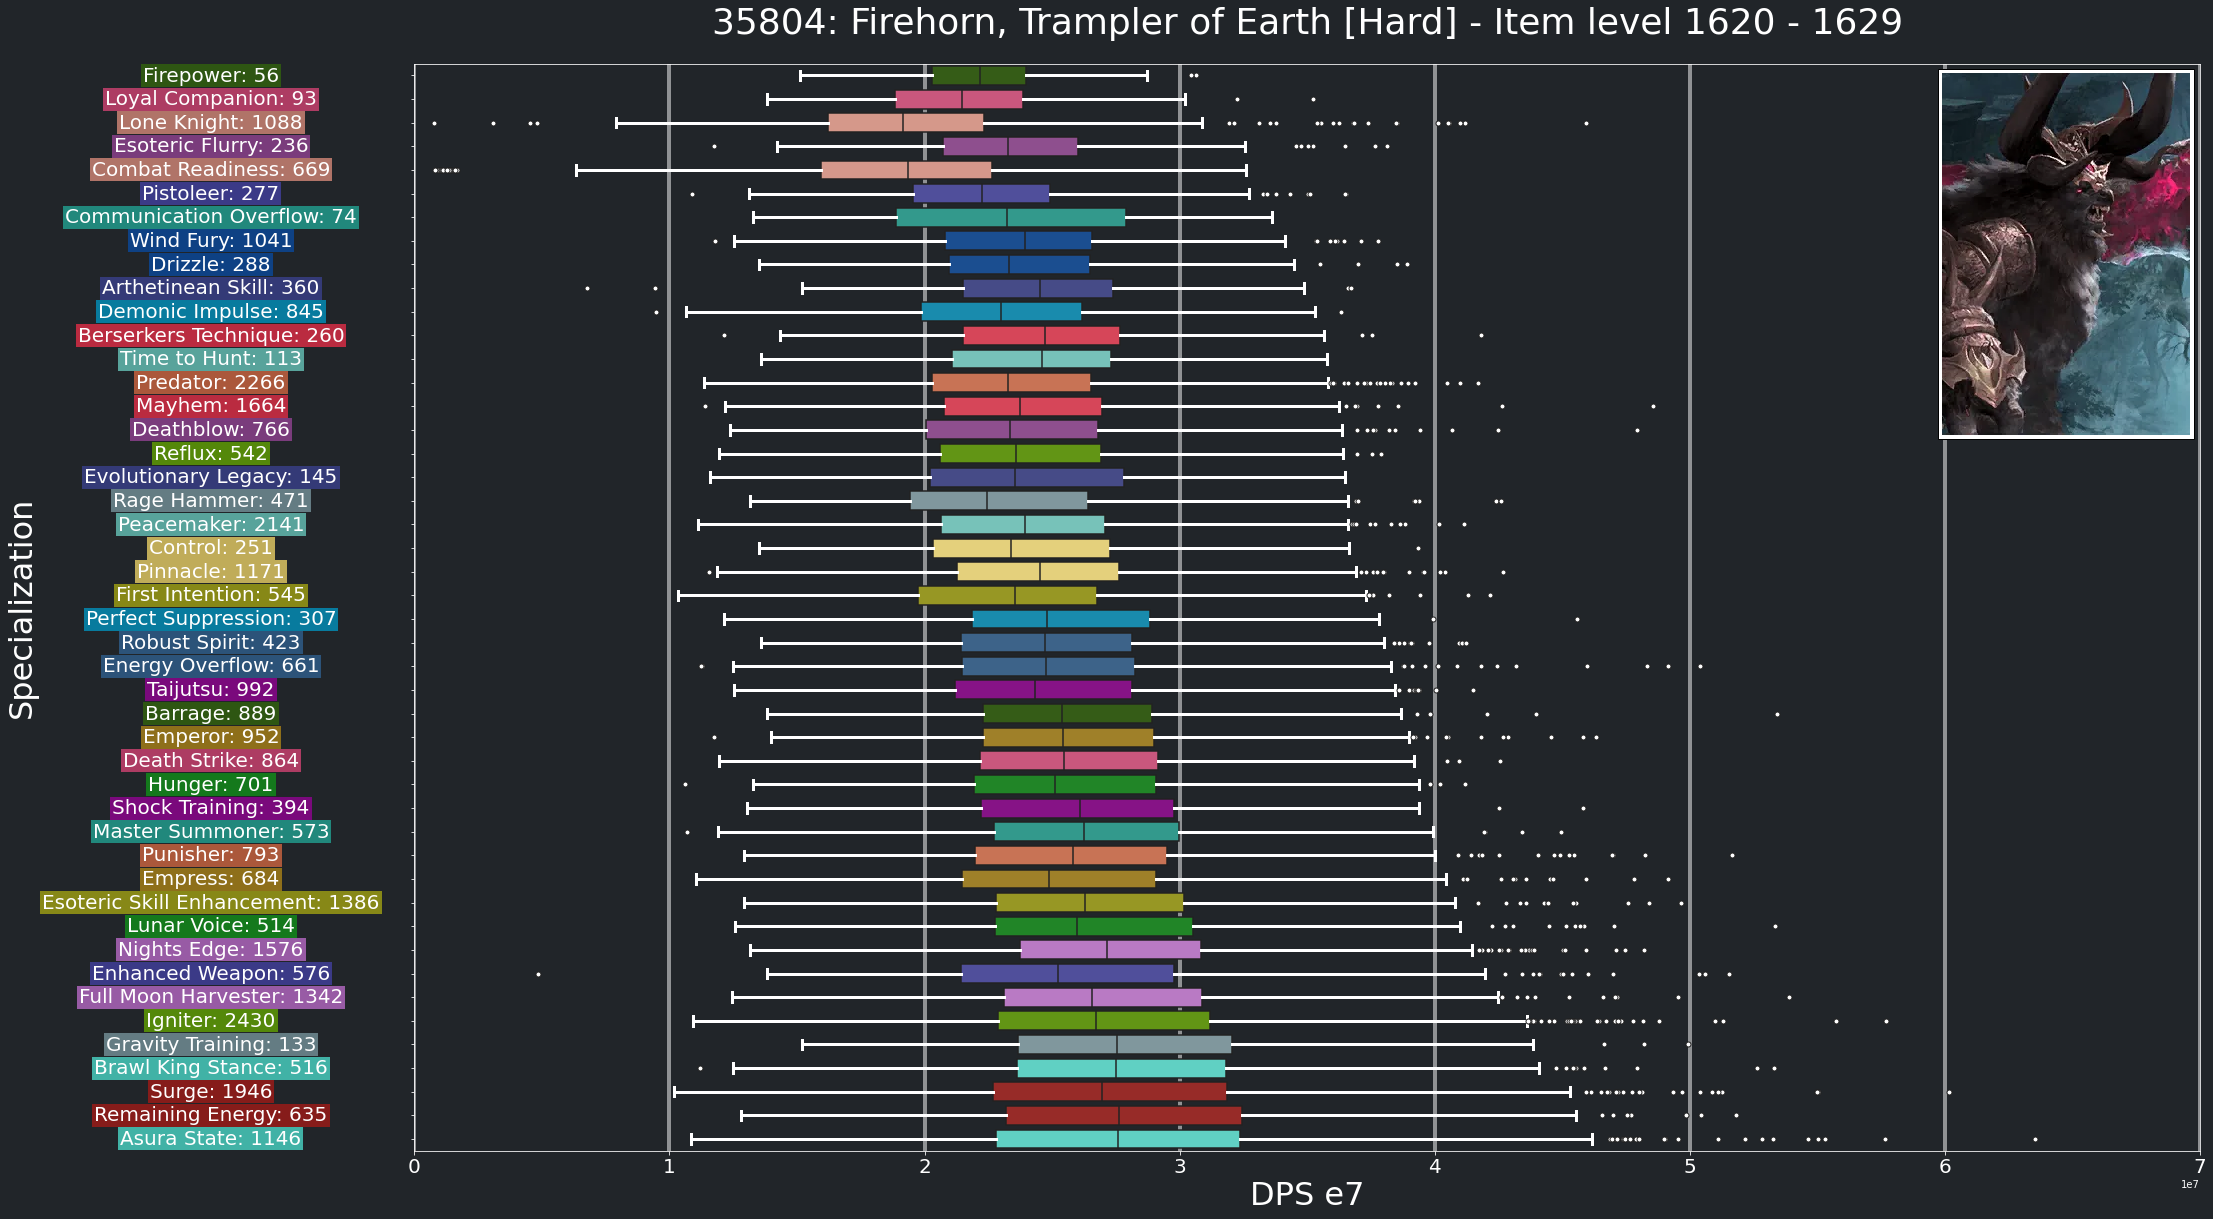 35804: Firehorn, Trampler of Earth [Hard] - Item level 1620 - 1629
Specialization
Firepower: 56
Loyal Companion: 93
Lone Knight: 1088
Esoteric Flurry: 236
Combat Readiness: 669
Pistoleer: 277
Communication Overflow: 74
Wind Fury: 1041
Drizzle: 288
Arthetinean Skill: 360
Demonic Impulse: 845
Berserkers Technique: 260
Time to Hunt: 113
Predator: 2266
Mayhem: 1664
Deathblow: 766
Reflux: 542
Evolutionary Legacy: 145
Rage Hammer: 471
Peacemaker: 2141
Control: 251
Pinnacle: 1171
First Intention: 545
Perfect Suppression: 307
Robust Spirit: 423
Energy Overflow: 661
Taijutsu: 992
Barrage: 889
Emperor: 952
Death Strike: 864
Hunger: 701
Shock Training: 394
Master Summoner: 573
Punisher: 793
Empress: 684
Esoteric Skill Enhancement: 1386
Lunar Voice: 514
Nights Edge: 1576
Enhanced Weapon: 576
Full Moon Harvester: 1342
Igniter: 2430
Gravity Training: 133
Brawl King Stance: 516
Surge: 1946
Remaining Energy: 635
Asura State: 1146
0 1 2 3 4 5 6 7
1e7
DPS e7